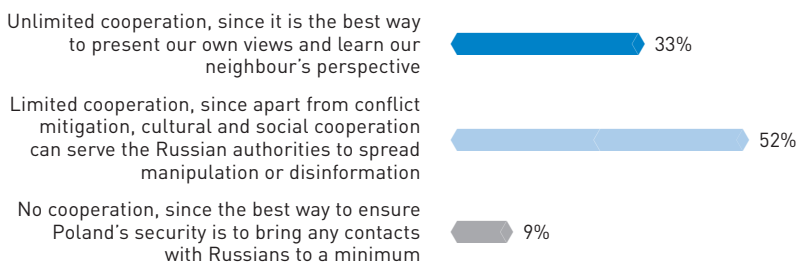 Unlimited cooperation, since it is the best way
to present our own views and learn our
neighbour's perspective
33%
Limited cooperation, since apart from conflict
mitigation, cultural and social cooperation
can serve the Russian authorities to spread
manipulation or disinformation
52%
No cooperation, since the best way to ensure
Poland's security is to bring any contacts
with Russians to a minimum
9%